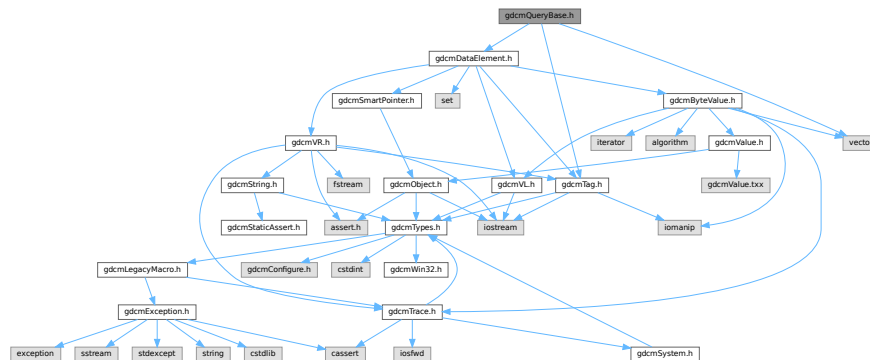 gdcmQueryBase.h
gdcmDataElement.h
gdcmSmartPointer.h
set
gdcmByteValue.h
gdcmVR.h
iterator
algorithm
gdcmValue.h
vecto
gdcmString.h
fstream
gdcmObject.h
gdcmVL.h
gdcmTag.h
gdcmValue.txx
gdcmStaticAssert.h
assert.h
gdcmTypes.h
iostream
iomanip
gdcmLegacyMacro.h
gdcmConfigure.h
cstdint
gdcmWin32.h
gdcmException.h
gdcmTrace.h
exception
sstream
stdexcept
string
cstdlib
cassert
iosfwd
gdcmSystem.h